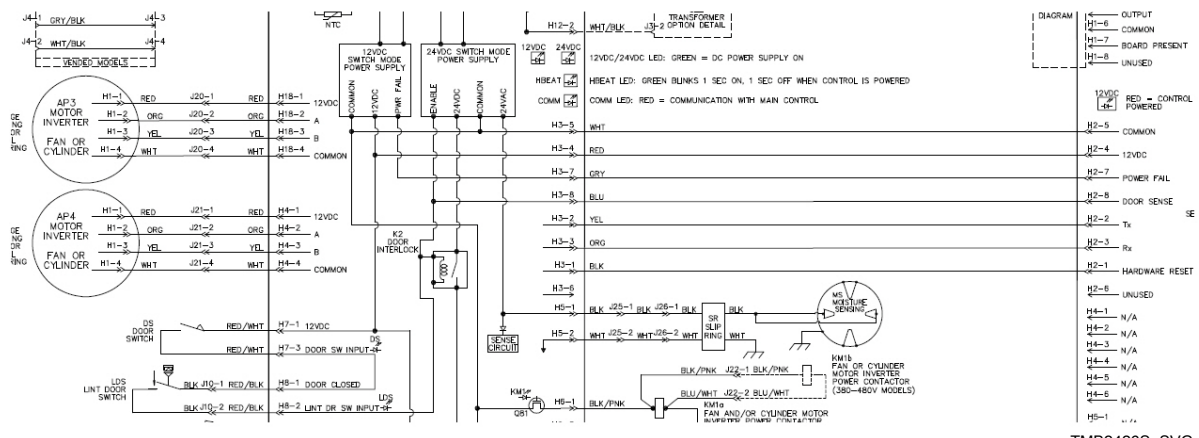 J4-1 GRY/BLK J4-3
J4-2 WHT/BLK J4-4
VENDED MODELS
NTC
H12-2 WHT/BLK J3-2
TRANSFORMER
OPTION DETAIL
DIAGRAM
OUTPUT
H1-6 COMMON
H1-7 BOARD PRESENT
H1-8 UNUSED
12VDC
SWITCH MODE
POWER SUPPLY
COMMON
12VDC
PWR FAIL
24VDC SWITCH MODE
POWER SUPPLY
ENABLE
24VDC
COMMON
24VAC
12VDC 24VDC
12VDC/24VDC LED: GREEN = DC POWER SUPPLY ON
HBEAT
HBEAT LED: GREEN BLINKS 1 SEC ON, 1 SEC OFF WHEN CONTROL IS POWERED
COMM
COMM LED: RED = COMMUNICATION WITH MAIN CONTROL
12VDC
RED = CONTROL
POWERED
AP3
MOTOR
INVERTER
FAN OR
CYLINDER
H1-1 RED J20-1 RED H18-1 12VDC
H1-2 ORG J20-2 ORG H18-2 A
H1-3 YEL J20-3 YEL H18-3 B
H1-4 WHT J20-4 WHT H18-4 COMMON
AP4
MOTOR
INVERTER
FAN OR
CYLINDER
H1-1 RED J21-1 RED H4-1 12VDC
H1-2 ORG J21-2 ORG H4-2 A
H1-3 YEL J21-3 YEL H4-3 B
H1-4 WHT J21-4 WHT H4-4 COMMON
K2
DOOR
INTERLOCK
H3-5 WHT H2-5 COMMON
H3-4 RED H2-4 12VDC
H3-7 GRY H2-7 POWER FAIL
H3-8 BLU H2-8 DOOR SENSE
SE
H3-2 YEL H2-2 Tx
H3-3 ORG H2-3 Rx
H3-1 BLK H2-1 HARDWARE RESET
H3-6 H2-6 UNUSED
H5-1 BLK J25-1 BLK J26-1 BLK BLK
H5-2 WHT J25-2 WHT J26-2 WHT WHT
SR
SLIP
RING
MS
MOISTURE
SENSING
SENSE
CIRCUIT
H4-1 N/A
H4-2 N/A
H4-3 N/A
H4-4 N/A
H4-5 N/A
H4-6 N/A
H5-1
DS
DOOR
SWITCH
RED/WHT H7-1 12VDC
RED/WHT H7-3 DOOR SW INPUT DS
LDS
LINT DOOR
SWITCH
BLK J10-1 RED/BLK H8-1 DOOR CLOSED
BLK J10-2 RED/BLK H8-2 LINT DR SW INPUT LDS
KM1b
FAN OR CYLINDER
MOTOR INVERTER
POWER CONTACTOR
(380-480V MODELS)
BLK/PNK J22-1 BLK/PNK
BLU/WHT J22-2 BLU/WHT
KM1a
FAN AND/OR CYLINDER MOTOR
INVERTER POWER CONTACTOR
Q81
BLK/PNK